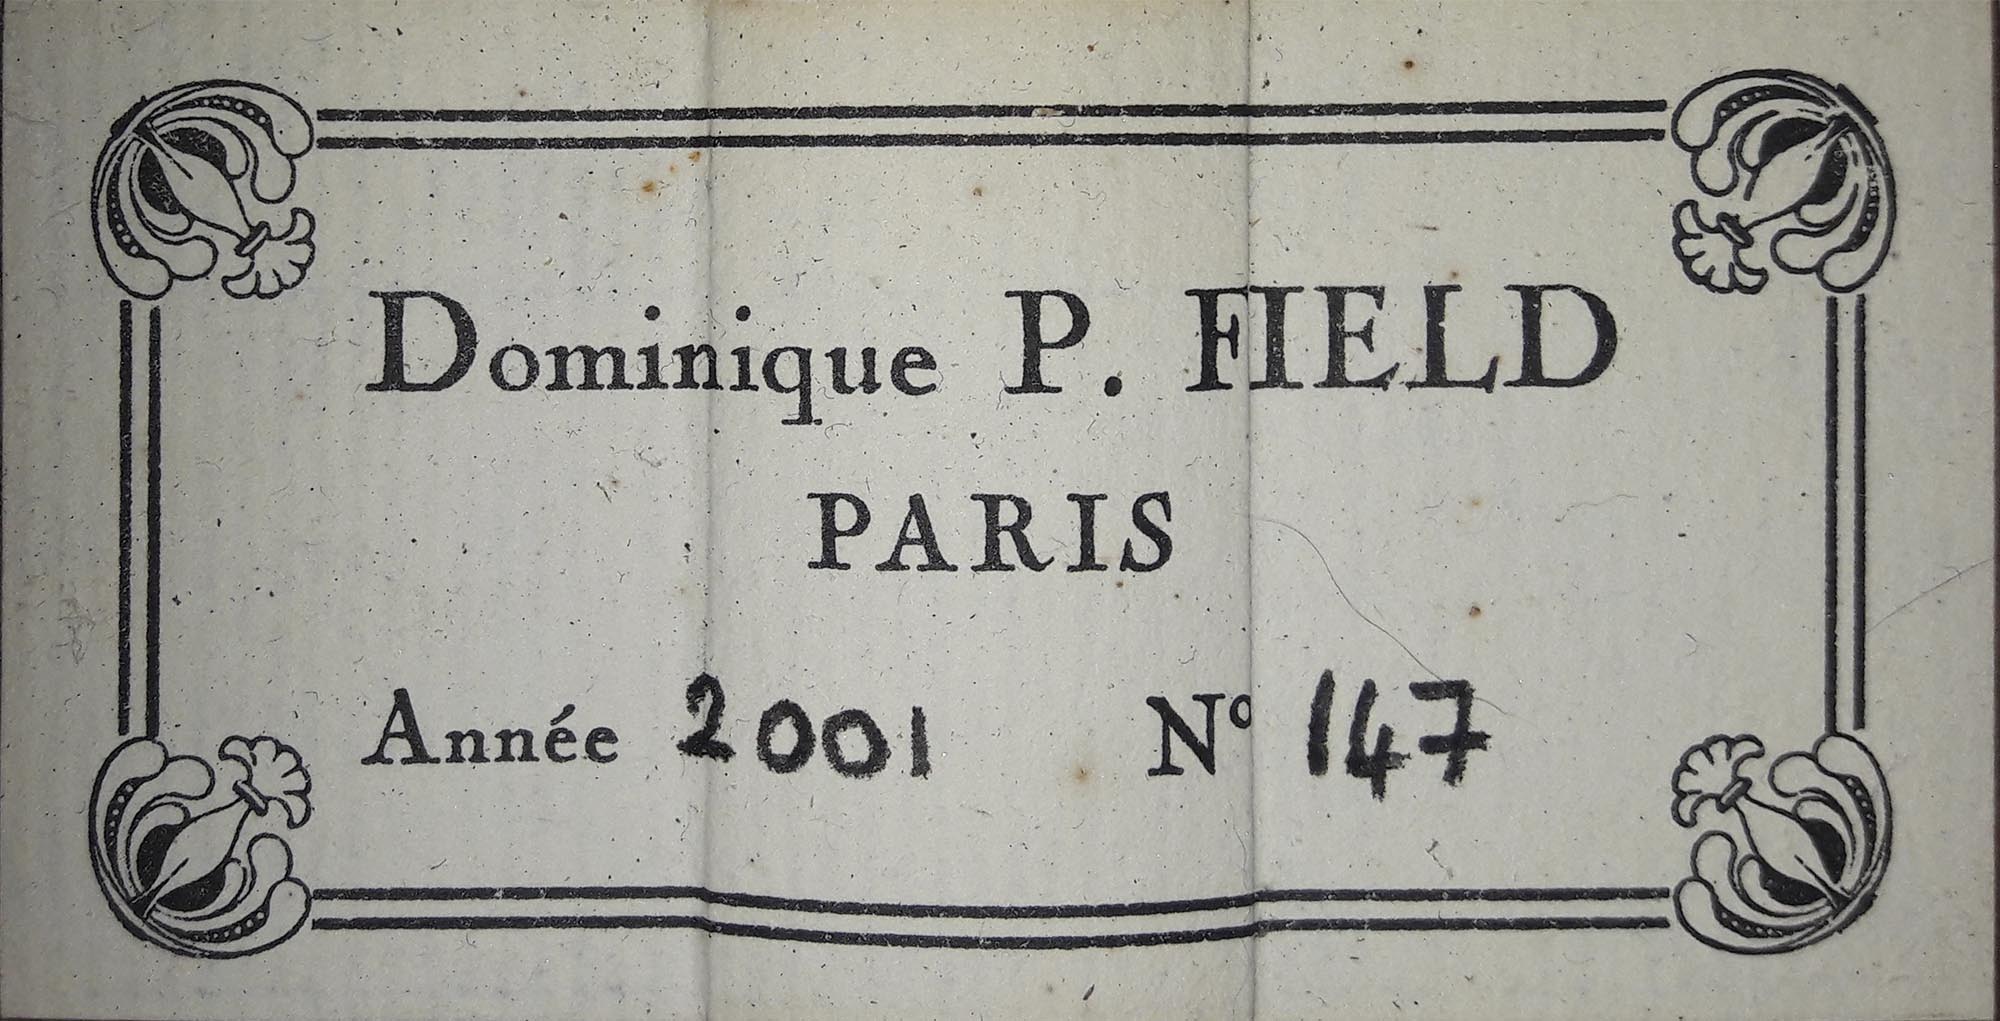 Dominique P. FIELD
PARIS
Année 2001 N° 147